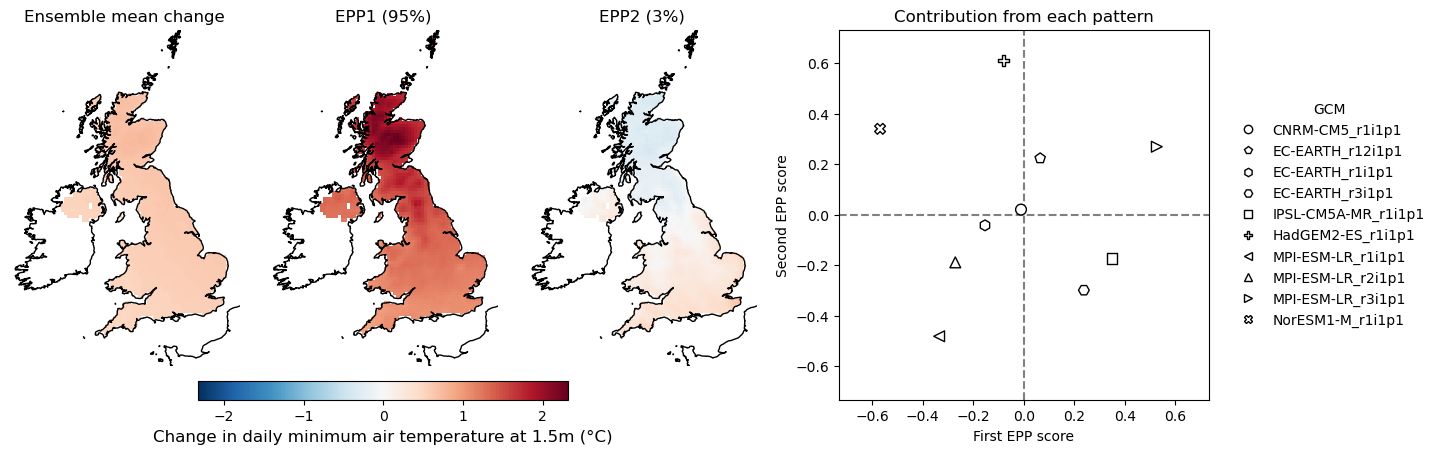 Ensemble mean change
EPP1 (95%)
EPP2 (3%)
−2
−1
0
1
2
Change in daily minimum air temperature at 1.5m (°C)
Contribution from each pattern
Second EPP score
0.6
0.4
0.2
0.0
−0.2
−0.4
−0.6
−0.6
−0.4
−0.2
0.0
0.2
0.4
0.6
First EPP score
GCM
CNRM-CM5_r1i1p1
EC-EARTH_r12i1p1
EC-EARTH_r1i1p1
EC-EARTH_r3i1p1
IPSL-CM5A-MR_r1i1p1
HadGEM2-ES_r1i1p1
MPI-ESM-LR_r1i1p1
MPI-ESM-LR_r2i1p1
MPI-ESM-LR_r3i1p1
NorESM1-M_r1i1p1